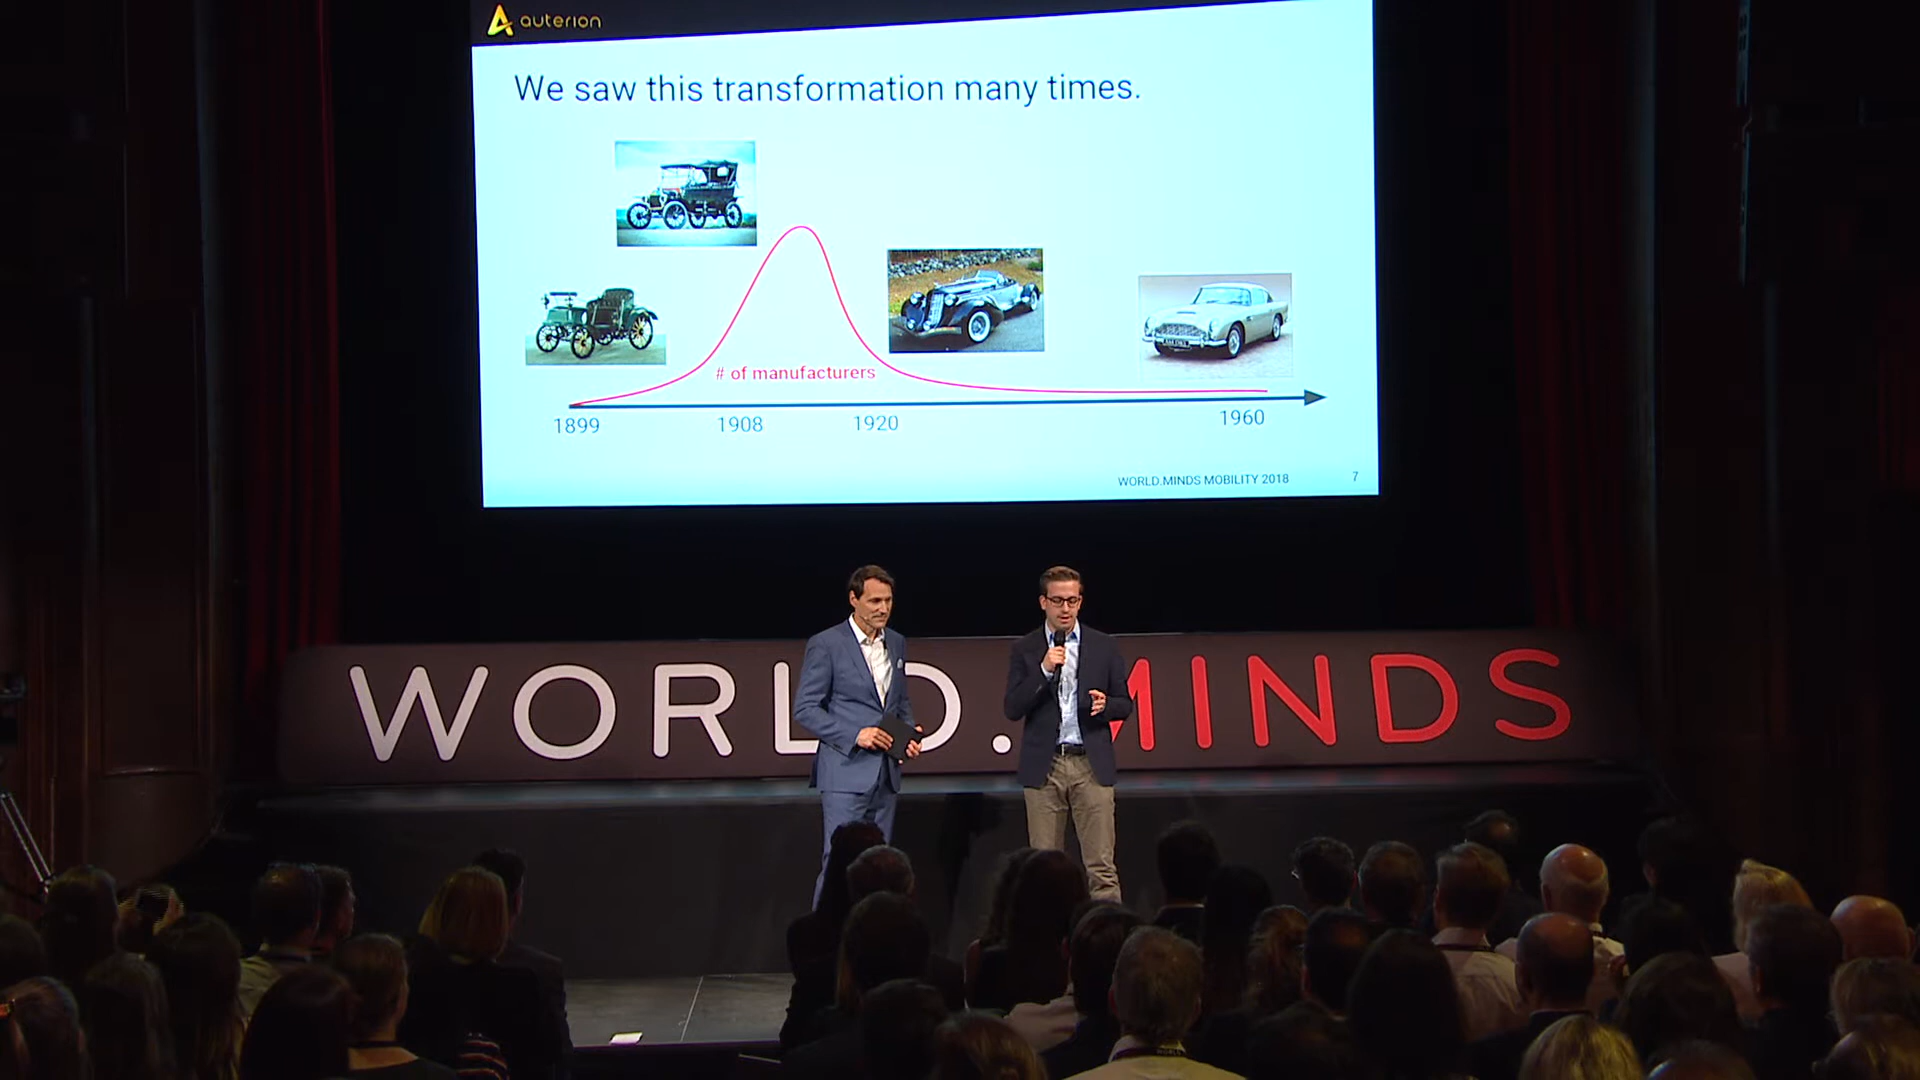 auterion
We saw this transformation many times.
# of manufacturers
1899
1908
1920
1960
WORLD.MINDS MOBILITY 2018
7
WORLD.MINDS